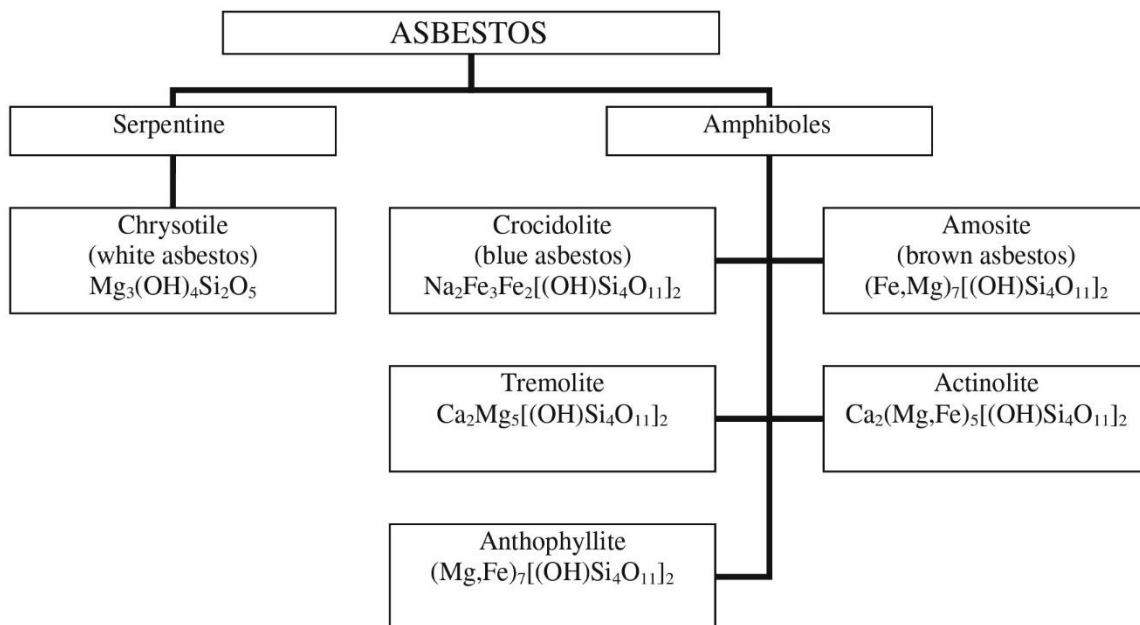 ASBESTOS
Serpentine
Amphiboles
Chrysotile
(white asbestos)
Mg₃(OH)₄Si₂O₅
Crocidolite
(blue asbestos)
Na₂Fe₃Fe₂[(OH)Si₄O₁₁]₂
Amosite
(brown asbestos)
(Fe,Mg)₇[(OH)Si₄O₁₁]₂
Tremolite
Ca₂Mg₅[(OH)Si₄O₁₁]₂
Actinolite
Ca₂(Mg,Fe)₅[(OH)Si₄O₁₁]₂
Anthophyllite
(Mg,Fe)₇[(OH)Si₄O₁₁]₂